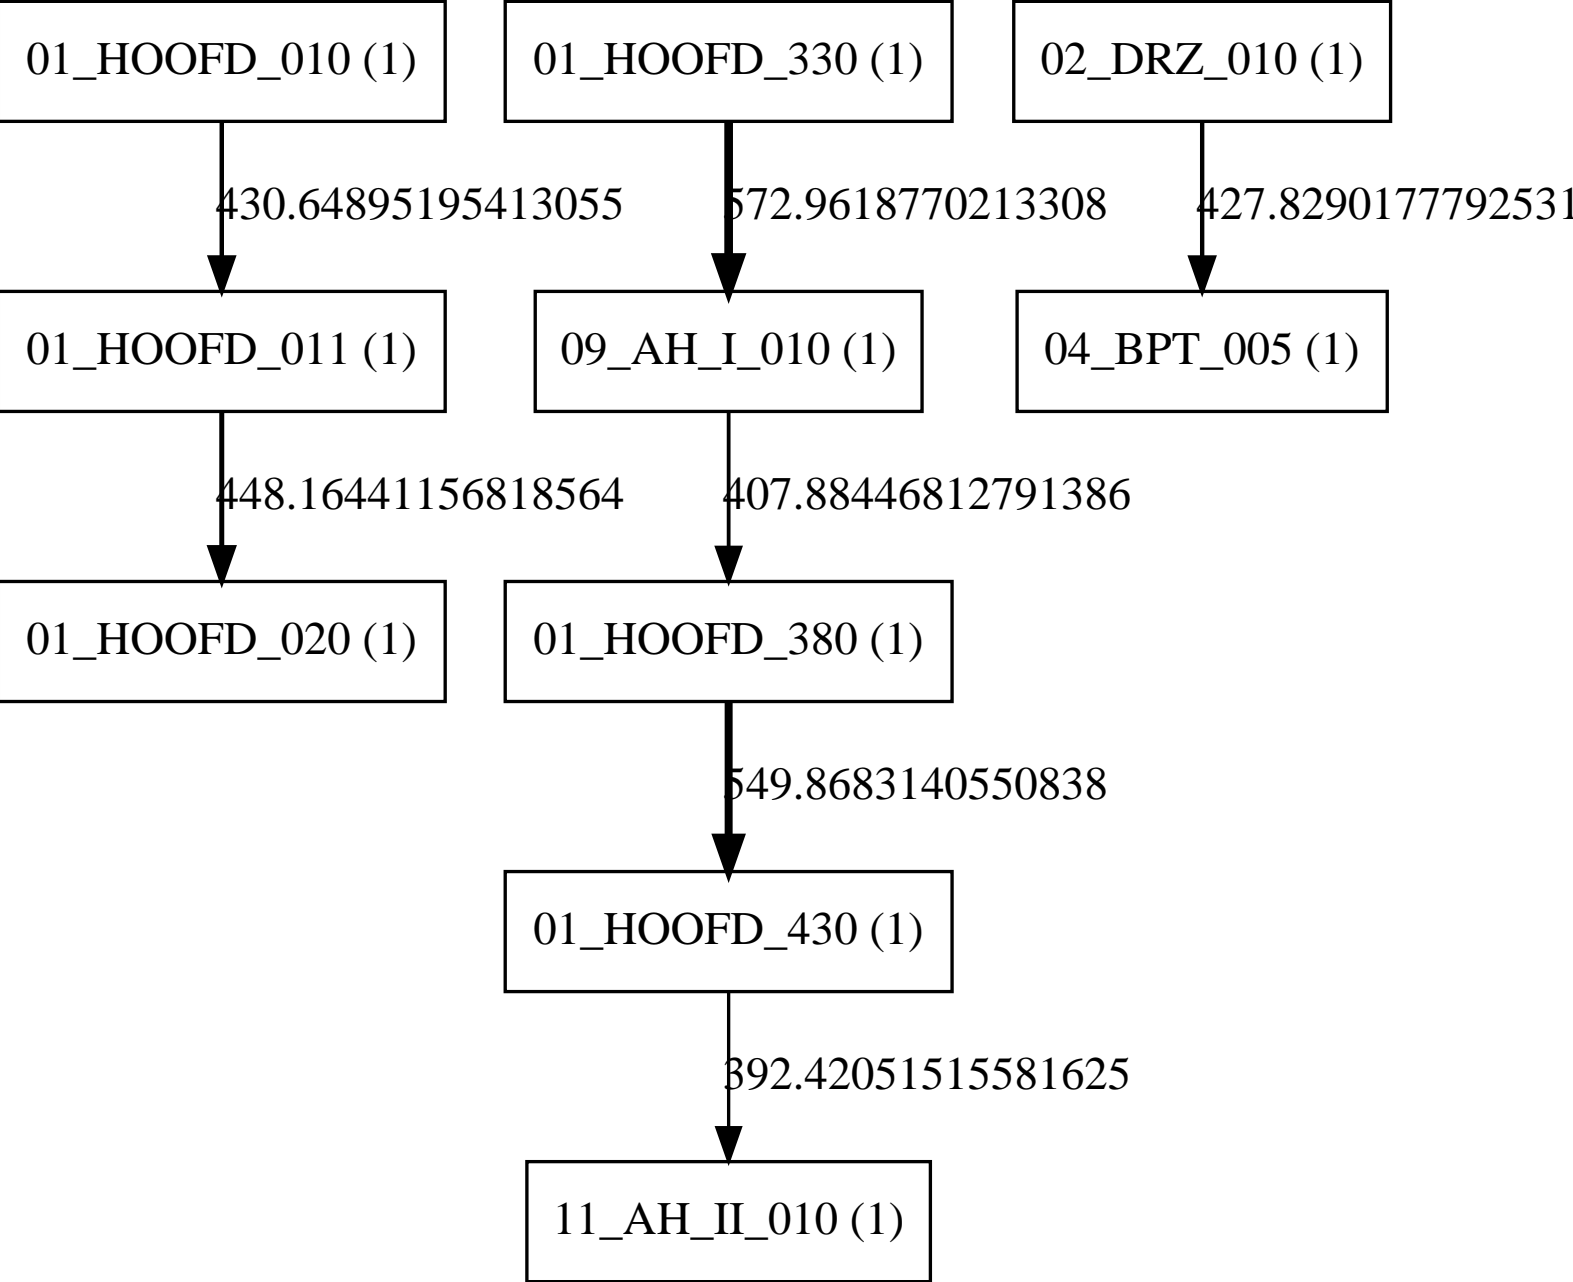 01_HOOFD_010 (1)
01_HOOFD_330 (1)
02_DRZ_010 (1)
430.64895195413055
572.9618770213308
427.8290177792531
01_HOOFD_011 (1)
09_AH_I_010 (1)
04_BPT_005 (1)
448.16441156818564
407.88446812791386
01_HOOFD_020 (1)
01_HOOFD_380 (1)
549.8683140550838
01_HOOFD_430 (1)
392.42051515581625
11_AH_II_010 (1)